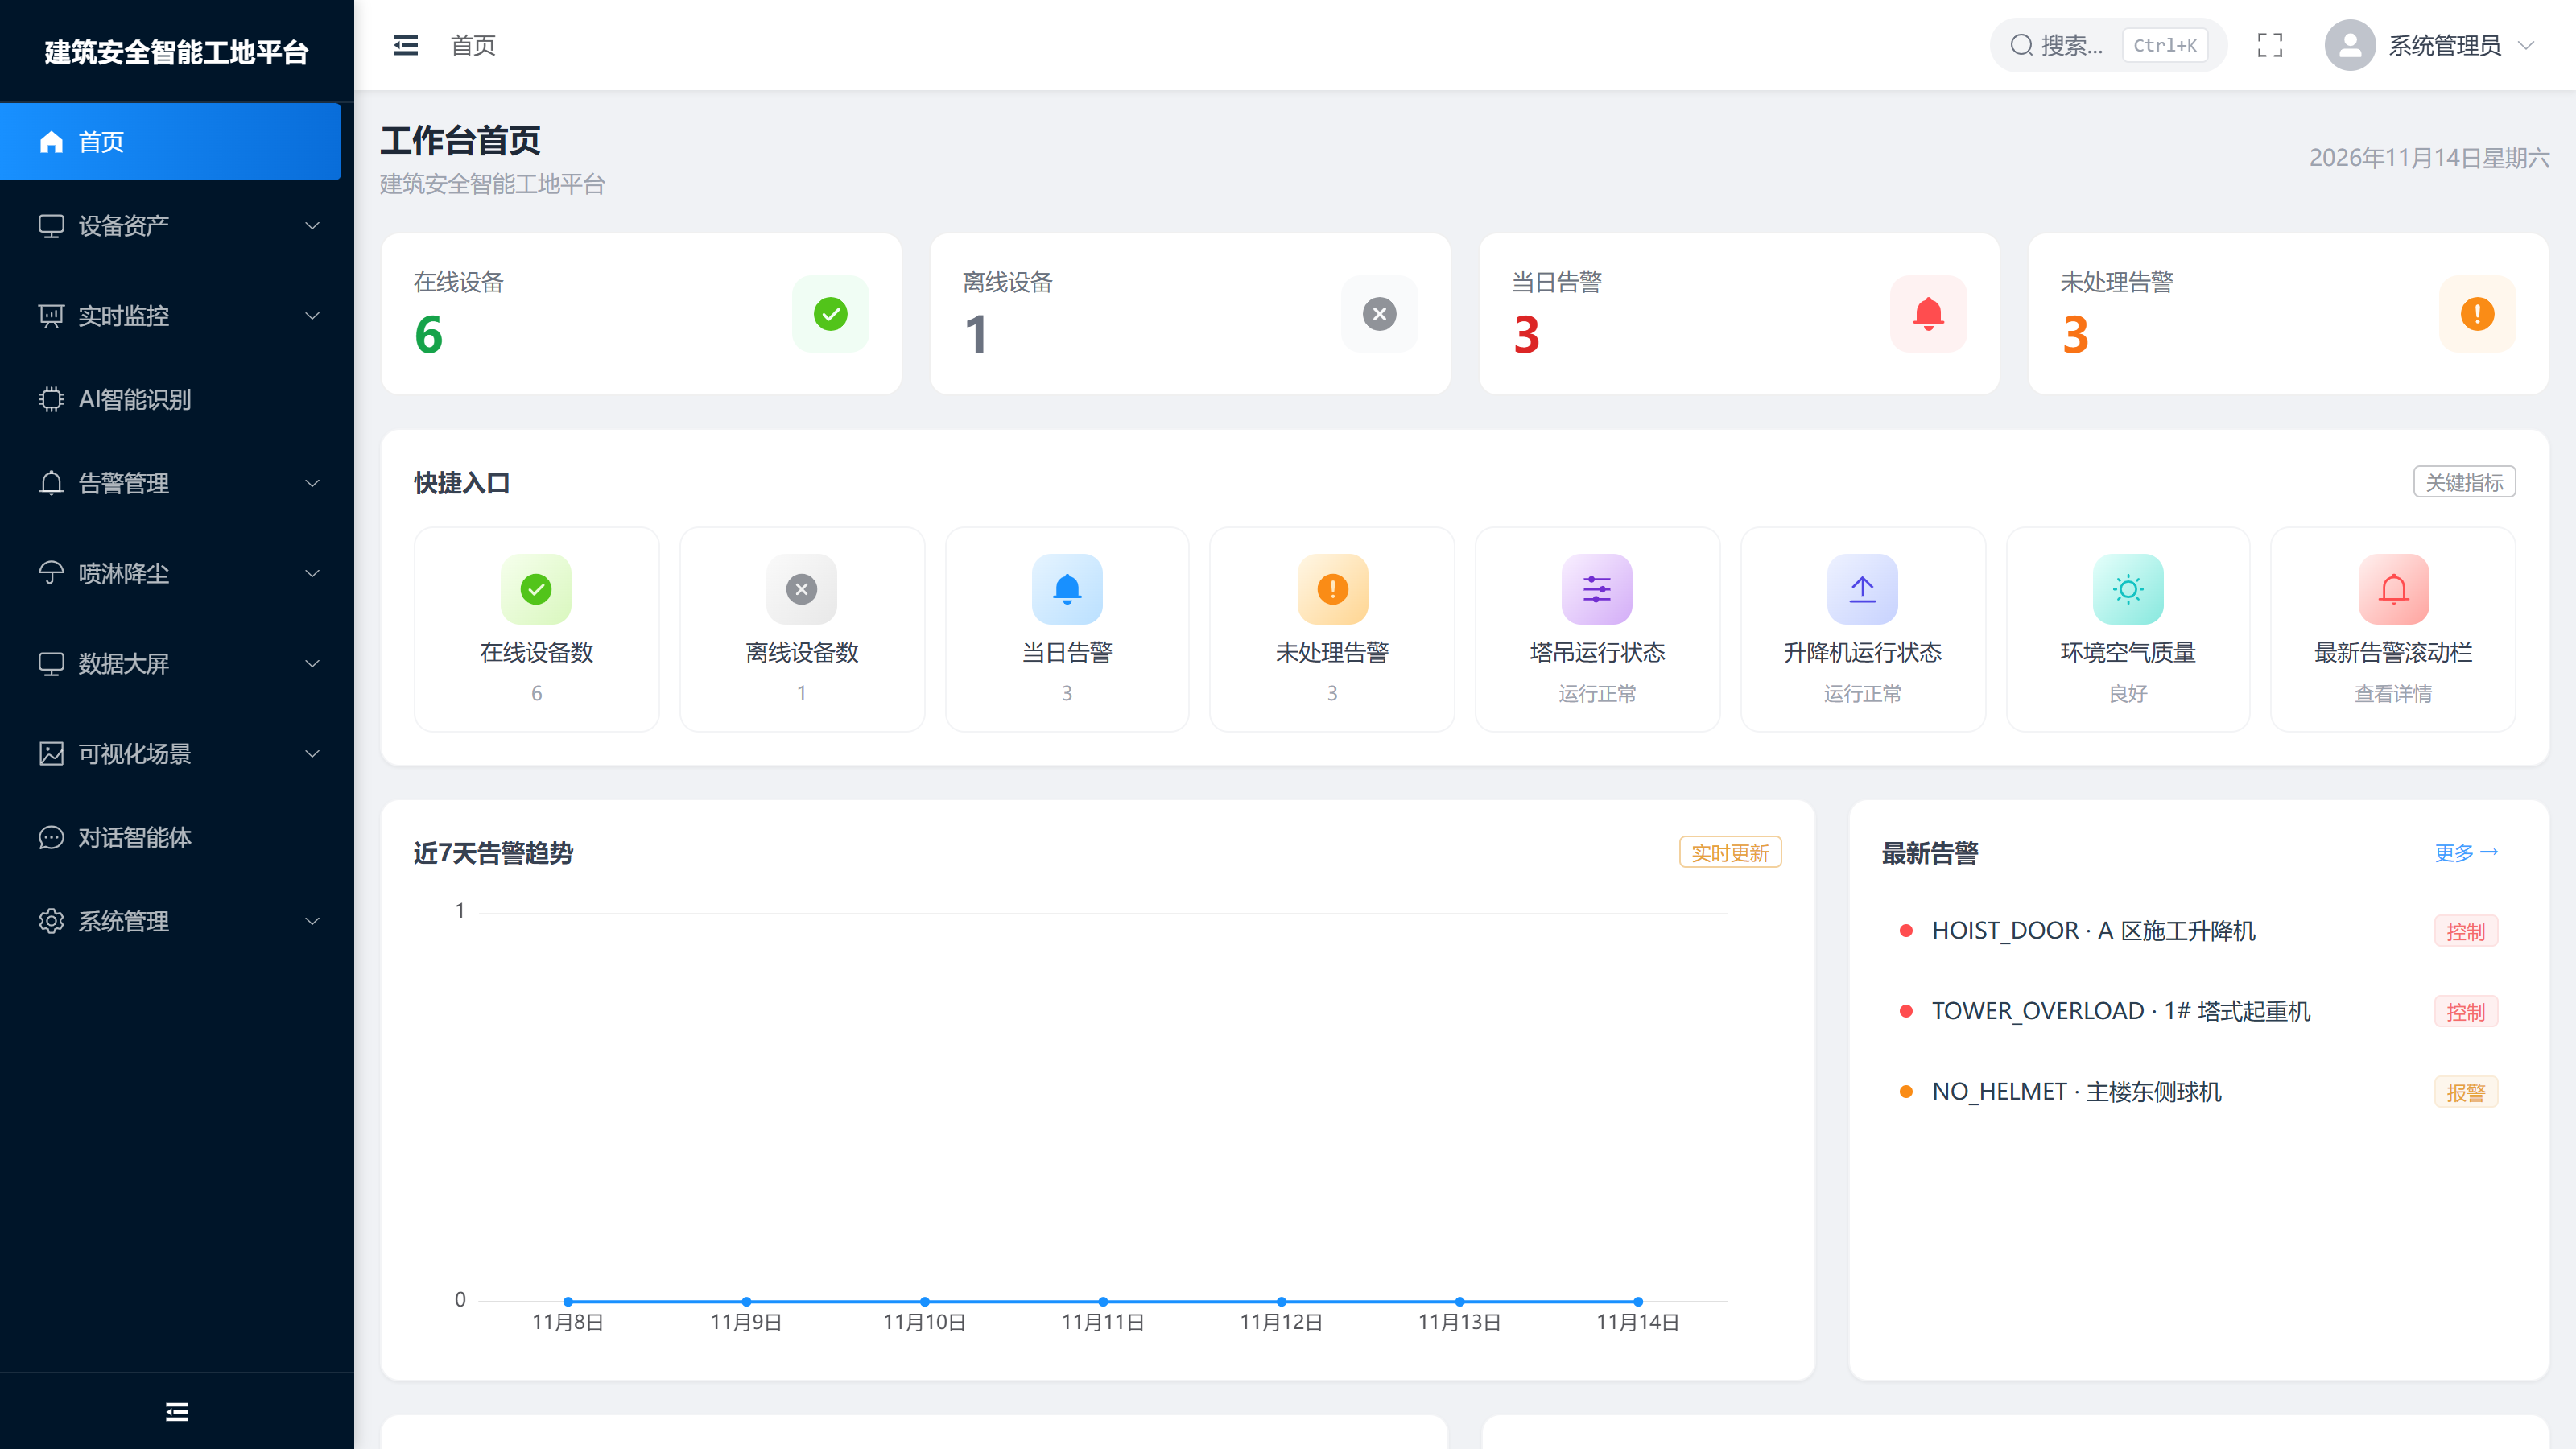 建筑安全智能工地平台
首页
设备资产
实时监控
AI智能识别
告警管理
喷淋降尘
数据大屏
可视化场景
对话智能体
系统管理
首页
搜索... Ctrl+K
系统管理员
工作台首页
建筑安全智能工地平台
2026年11月14日星期六
在线设备
6
离线设备
1
当日告警
3
未处理告警
3
快捷入口
关键指标
在线设备数
6
离线设备数
1
当日告警
3
未处理告警
3
塔吊运行状态
运行正常
升降机运行状态
运行正常
环境空气质量
良好
最新告警滚动栏
查看详情
近7天告警趋势
实时更新
1
0
11月8日 11月9日 11月10日 11月11日 11月12日 11月13日 11月14日
最新告警
更多 →
HOIST_DOOR · A 区施工升降机 控制
TOWER_OVERLOAD · 1# 塔式起重机 控制
NO_HELMET · 主楼东侧球机 报警